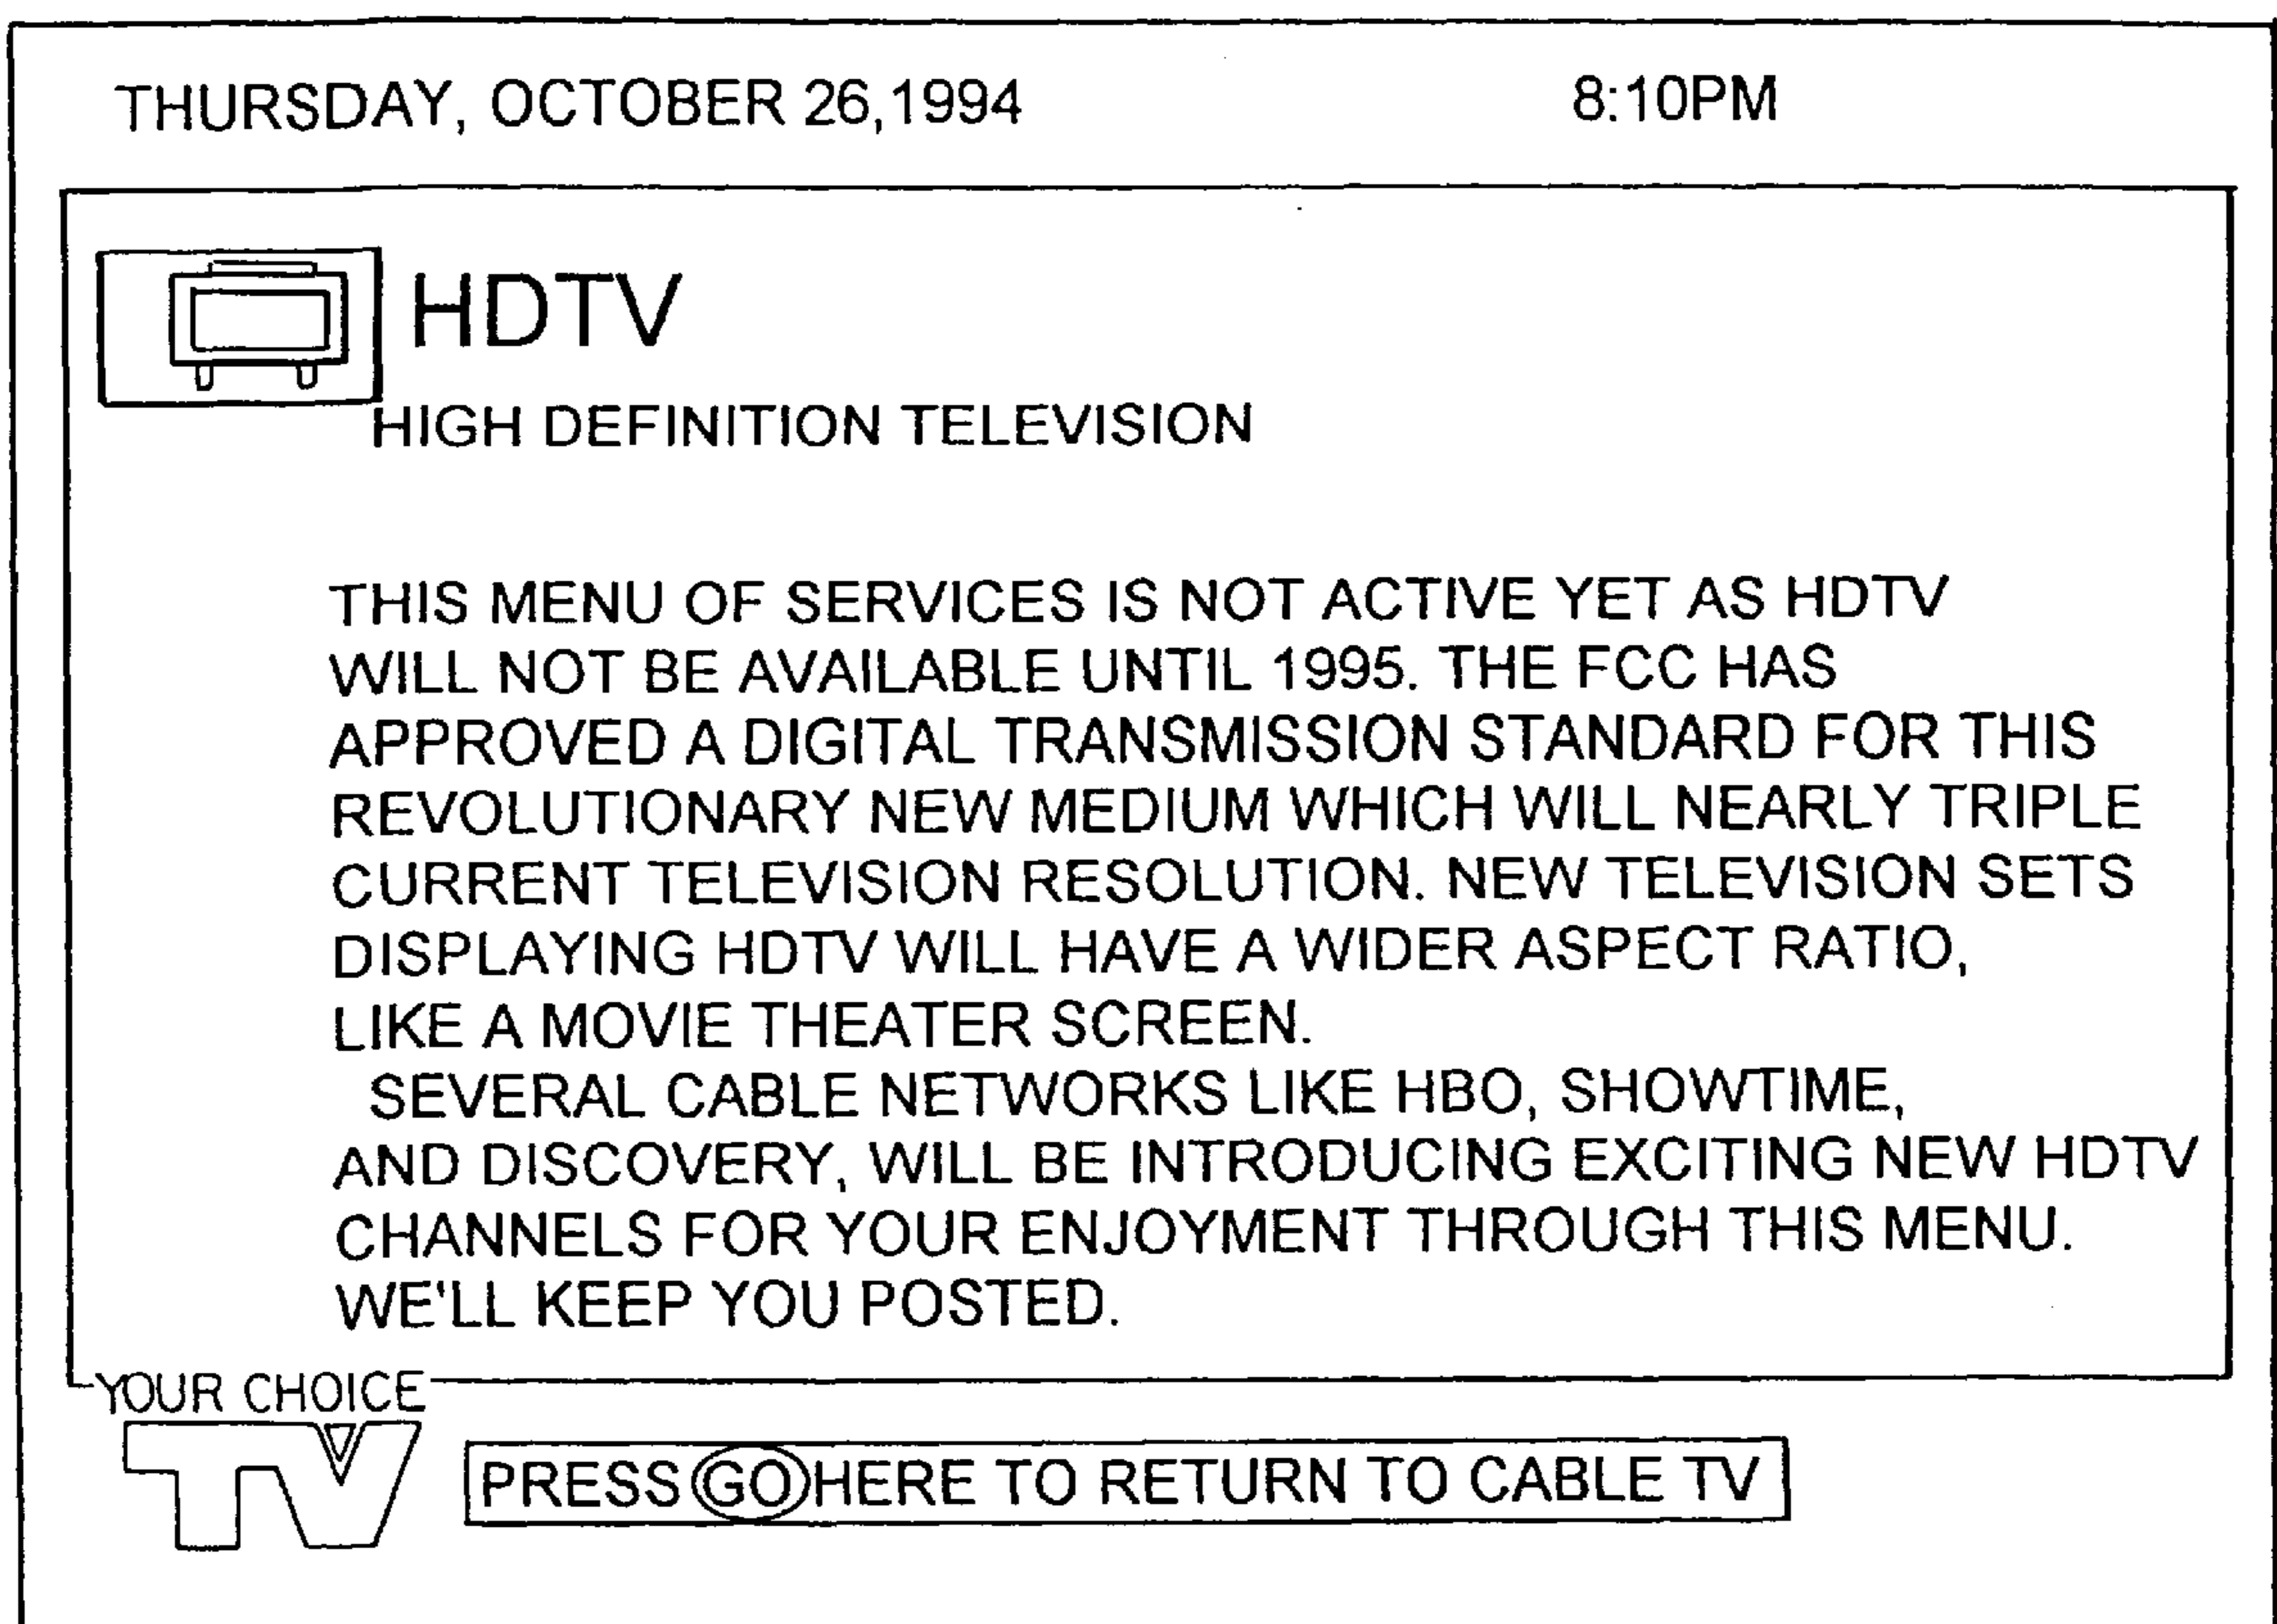 THURSDAY, OCTOBER 26,1994 8:10PM
HDTV
HIGH DEFINITION TELEVISION
THIS MENU OF SERVICES IS NOT ACTIVE YET AS HDTV
WILL NOT BE AVAILABLE UNTIL 1995. THE FCC HAS
APPROVED A DIGITAL TRANSMISSION STANDARD FOR THIS
REVOLUTIONARY NEW MEDIUM WHICH WILL NEARLY TRIPLE
CURRENT TELEVISION RESOLUTION. NEW TELEVISION SETS
DISPLAYING HDTV WILL HAVE A WIDER ASPECT RATIO,
LIKE A MOVIE THEATER SCREEN.
SEVERAL CABLE NETWORKS LIKE HBO, SHOWTIME,
AND DISCOVERY, WILL BE INTRODUCING EXCITING NEW HDTV
CHANNELS FOR YOUR ENJOYMENT THROUGH THIS MENU.
WE'LL KEEP YOU POSTED.
YOUR CHOICE
TV
PRESS GO HERE TO RETURN TO CABLE TV